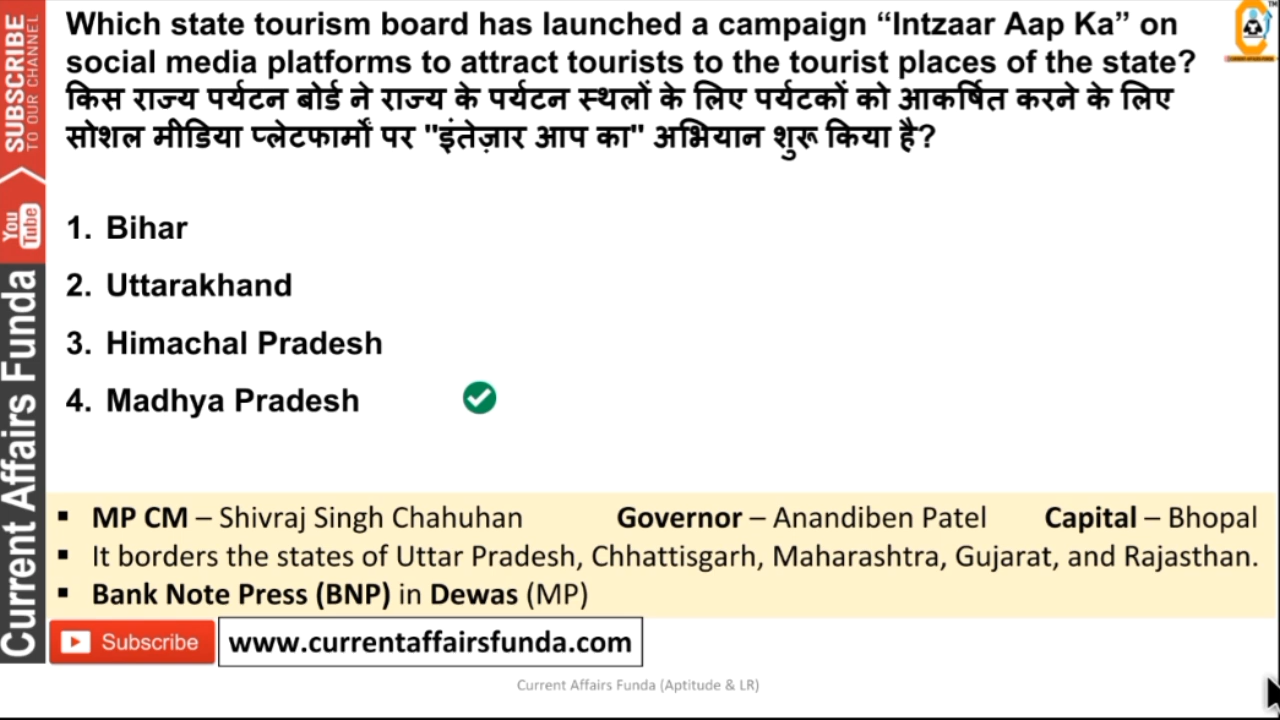 Which state tourism board has launched a campaign “Intzaar Aap Ka” on
social media platforms to attract tourists to the tourist places of the state?
किस राज्य पर्यटन बोर्ड ने राज्य के पर्यटन स्थलों के लिए पर्यटकों को आकर्षित करने के लिए
सोशल मीडिया प्लेटफार्मों पर "इंतेज़ार आप का" अभियान शुरू किया है?
1. Bihar
2. Uttarakhand
3. Himachal Pradesh
4. Madhya Pradesh
▪ MP CM – Shivraj Singh Chahuhan Governor – Anandiben Patel Capital – Bhopal
▪ It borders the states of Uttar Pradesh, Chhattisgarh, Maharashtra, Gujarat, and Rajasthan.
▪ Bank Note Press (BNP) in Dewas (MP)
Subscribe www.currentaffairsfunda.com
Current Affairs Funda (Aptitude & LR)
SUBSCRIBE
TO OUR CHANNEL
You
Tube
Current Affairs Funda